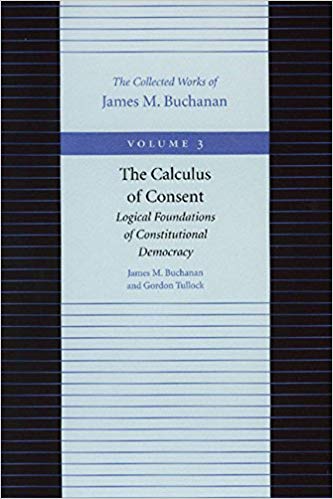 The Collected Works of
James M. Buchanan
VOLUME 3
The Calculus
of Consent
Logical Foundations
of Constitutional
Democracy
James M. Buchanan
and Gordon Tullock